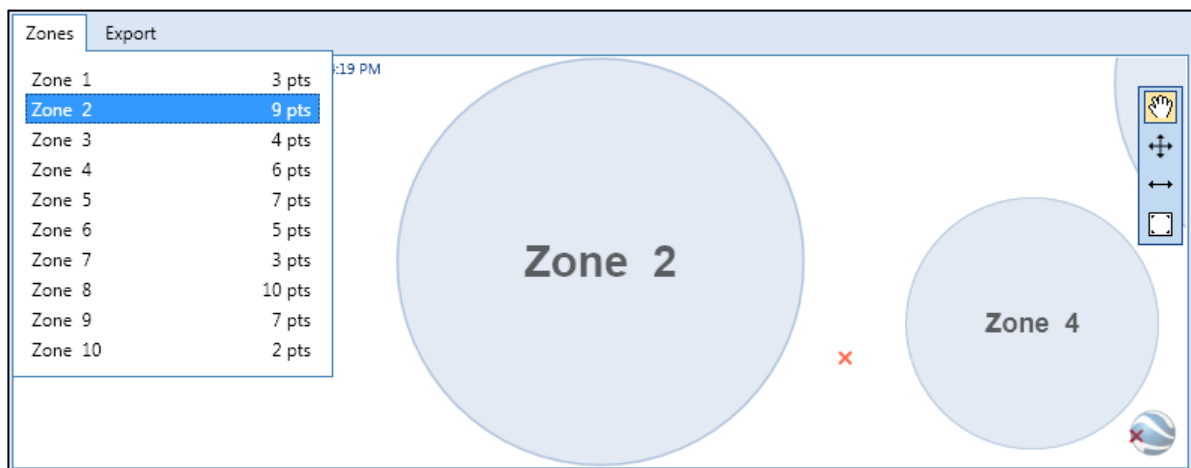 Zones Export
:19 PM
Zone 1 3 pts
Zone 2 9 pts
Zone 3 4 pts
Zone 4 6 pts
Zone 5 7 pts
Zone 6 5 pts
Zone 7 3 pts
Zone 8 10 pts
Zone 9 7 pts
Zone 10 2 pts
Zone 2
Zone 4